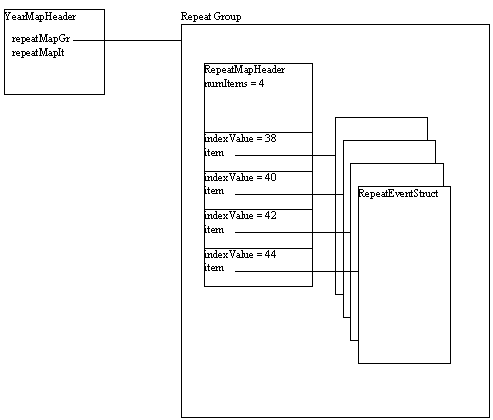 YearMapHeader
repeatMapGr
repeatMapIt
Repeat Group
RepeatMapHeader
numItems = 4
indexValue = 38
item
indexValue = 40
item
indexValue = 42
item
indexValue = 44
item
RepeatEventStruct